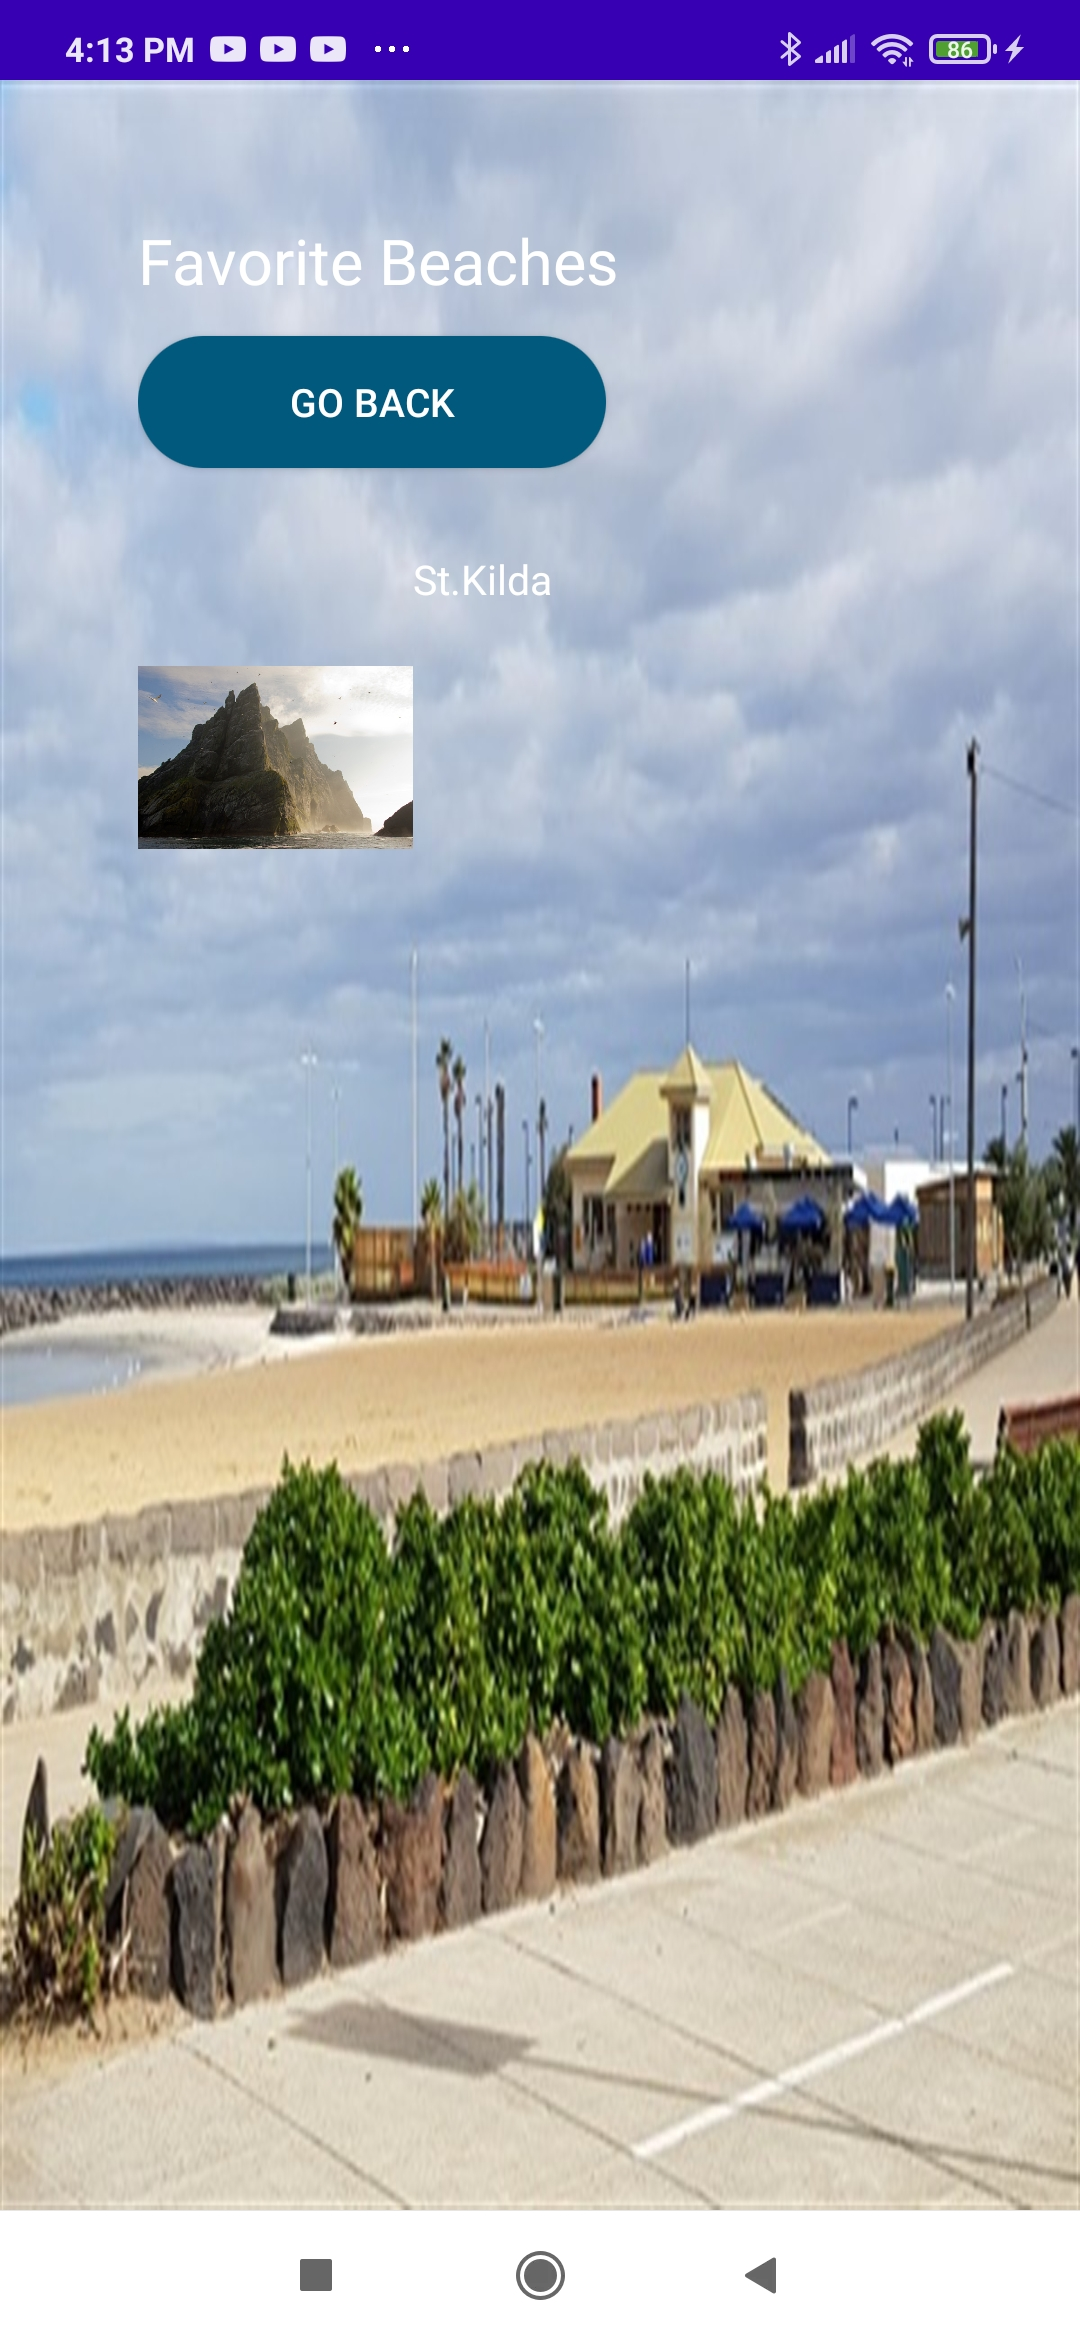 4:13 PM
86
Favorite Beaches
GO BACK
St.Kilda